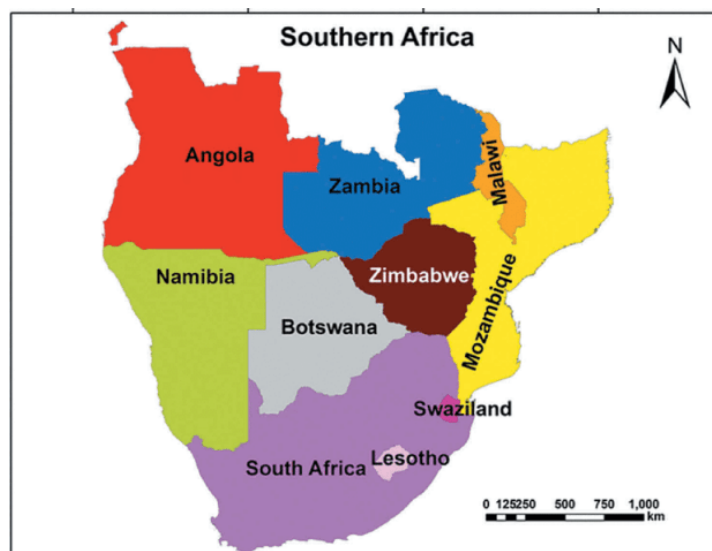 Southern Africa
N
Angola
Zambia
Malawi
Namibia
Zimbabwe
Mozambique
Botswana
Swaziland
South Africa
Lesotho
0 125250 500 750 1,000
km